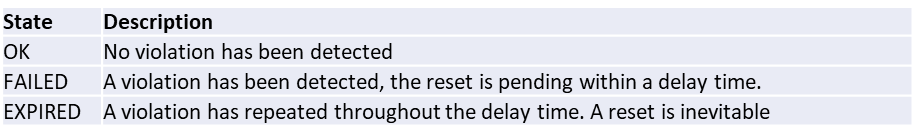 State Description
OK No violation has been detected
FAILED A violation has been detected, the reset is pending within a delay time.
EXPIRED A violation has repeated throughout the delay time. A reset is inevitable